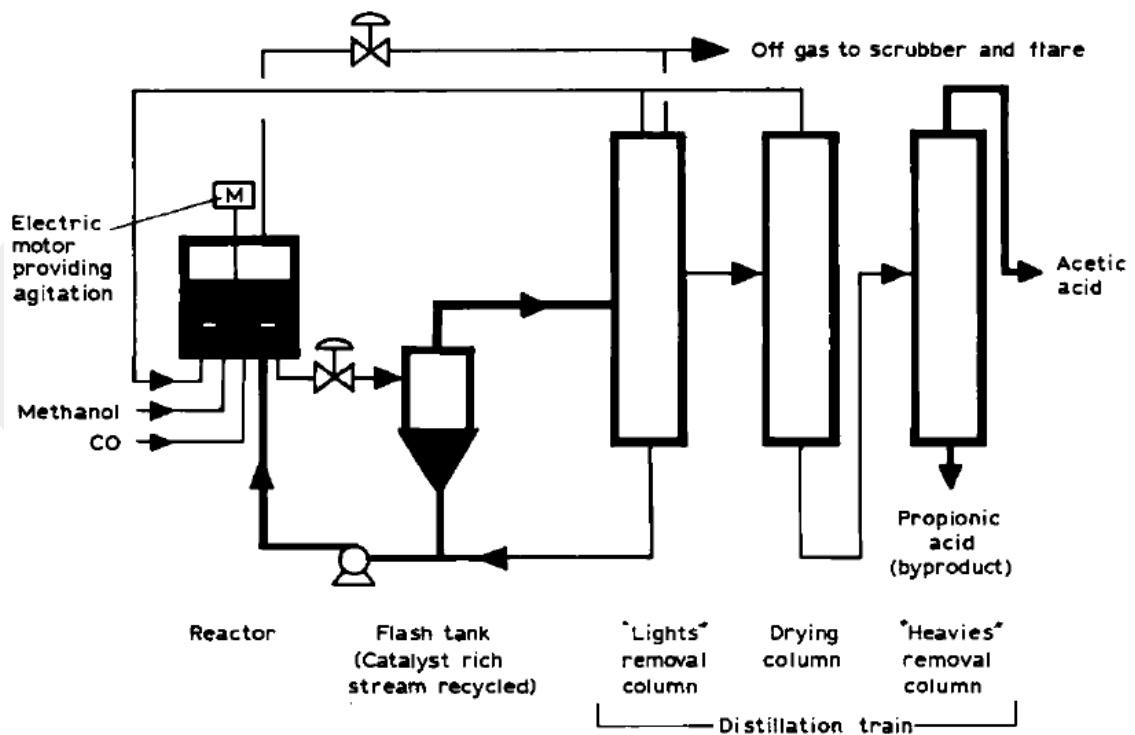 Off gas to scrubber and flare
M
Electric
motor
providing
agitation
Methanol
CO
Acetic
acid
Propionic
acid
(byproduct)
Reactor
Flash tank
(Catalyst rich
stream recycled)
"Lights"
removal
column
Drying
column
"Heavies"
removal
column
Distillation train